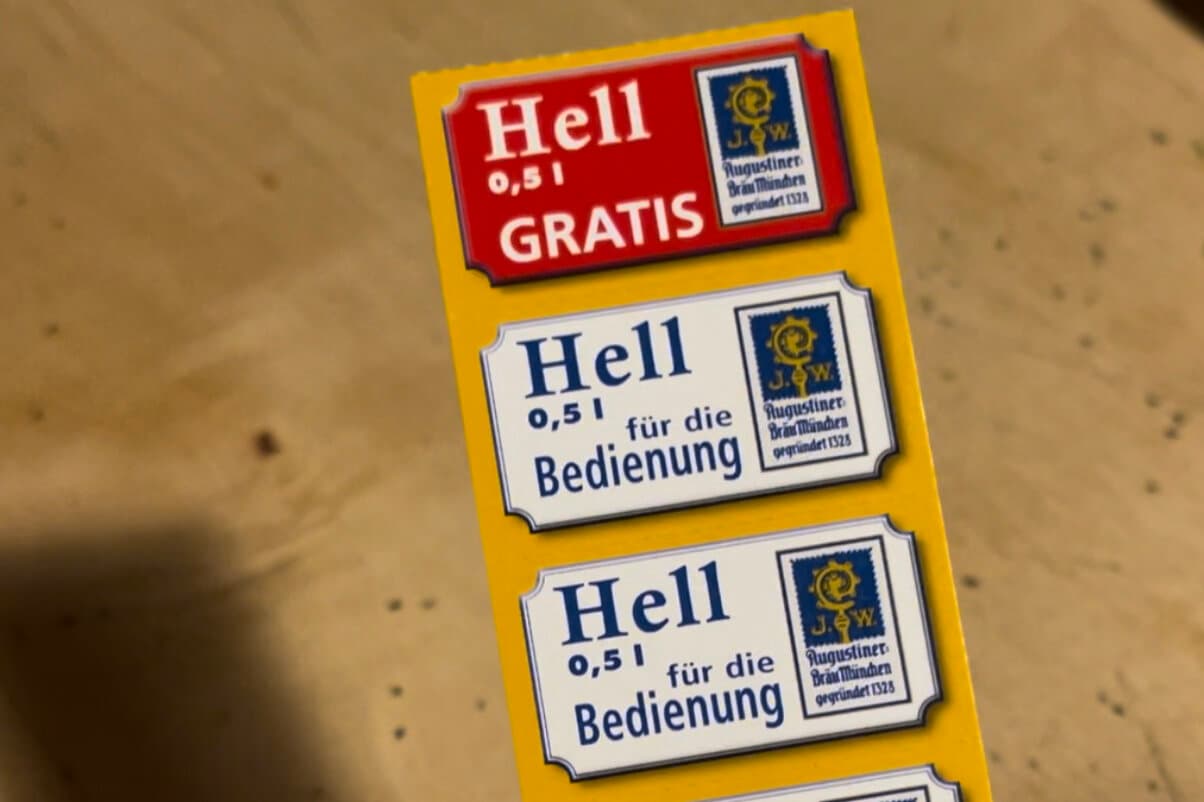 Hell
0,5 l
GRATIS
J. W.
Augustiner-
Bräu München
gegründet 1328
Hell
0,5 l
für die
Bedienung
J. W.
Augustiner-
Bräu München
gegründet 1328
Hell
0,5 l
für die
Bedienung
J. W.
Augustiner-
Bräu München
gegründet 1328